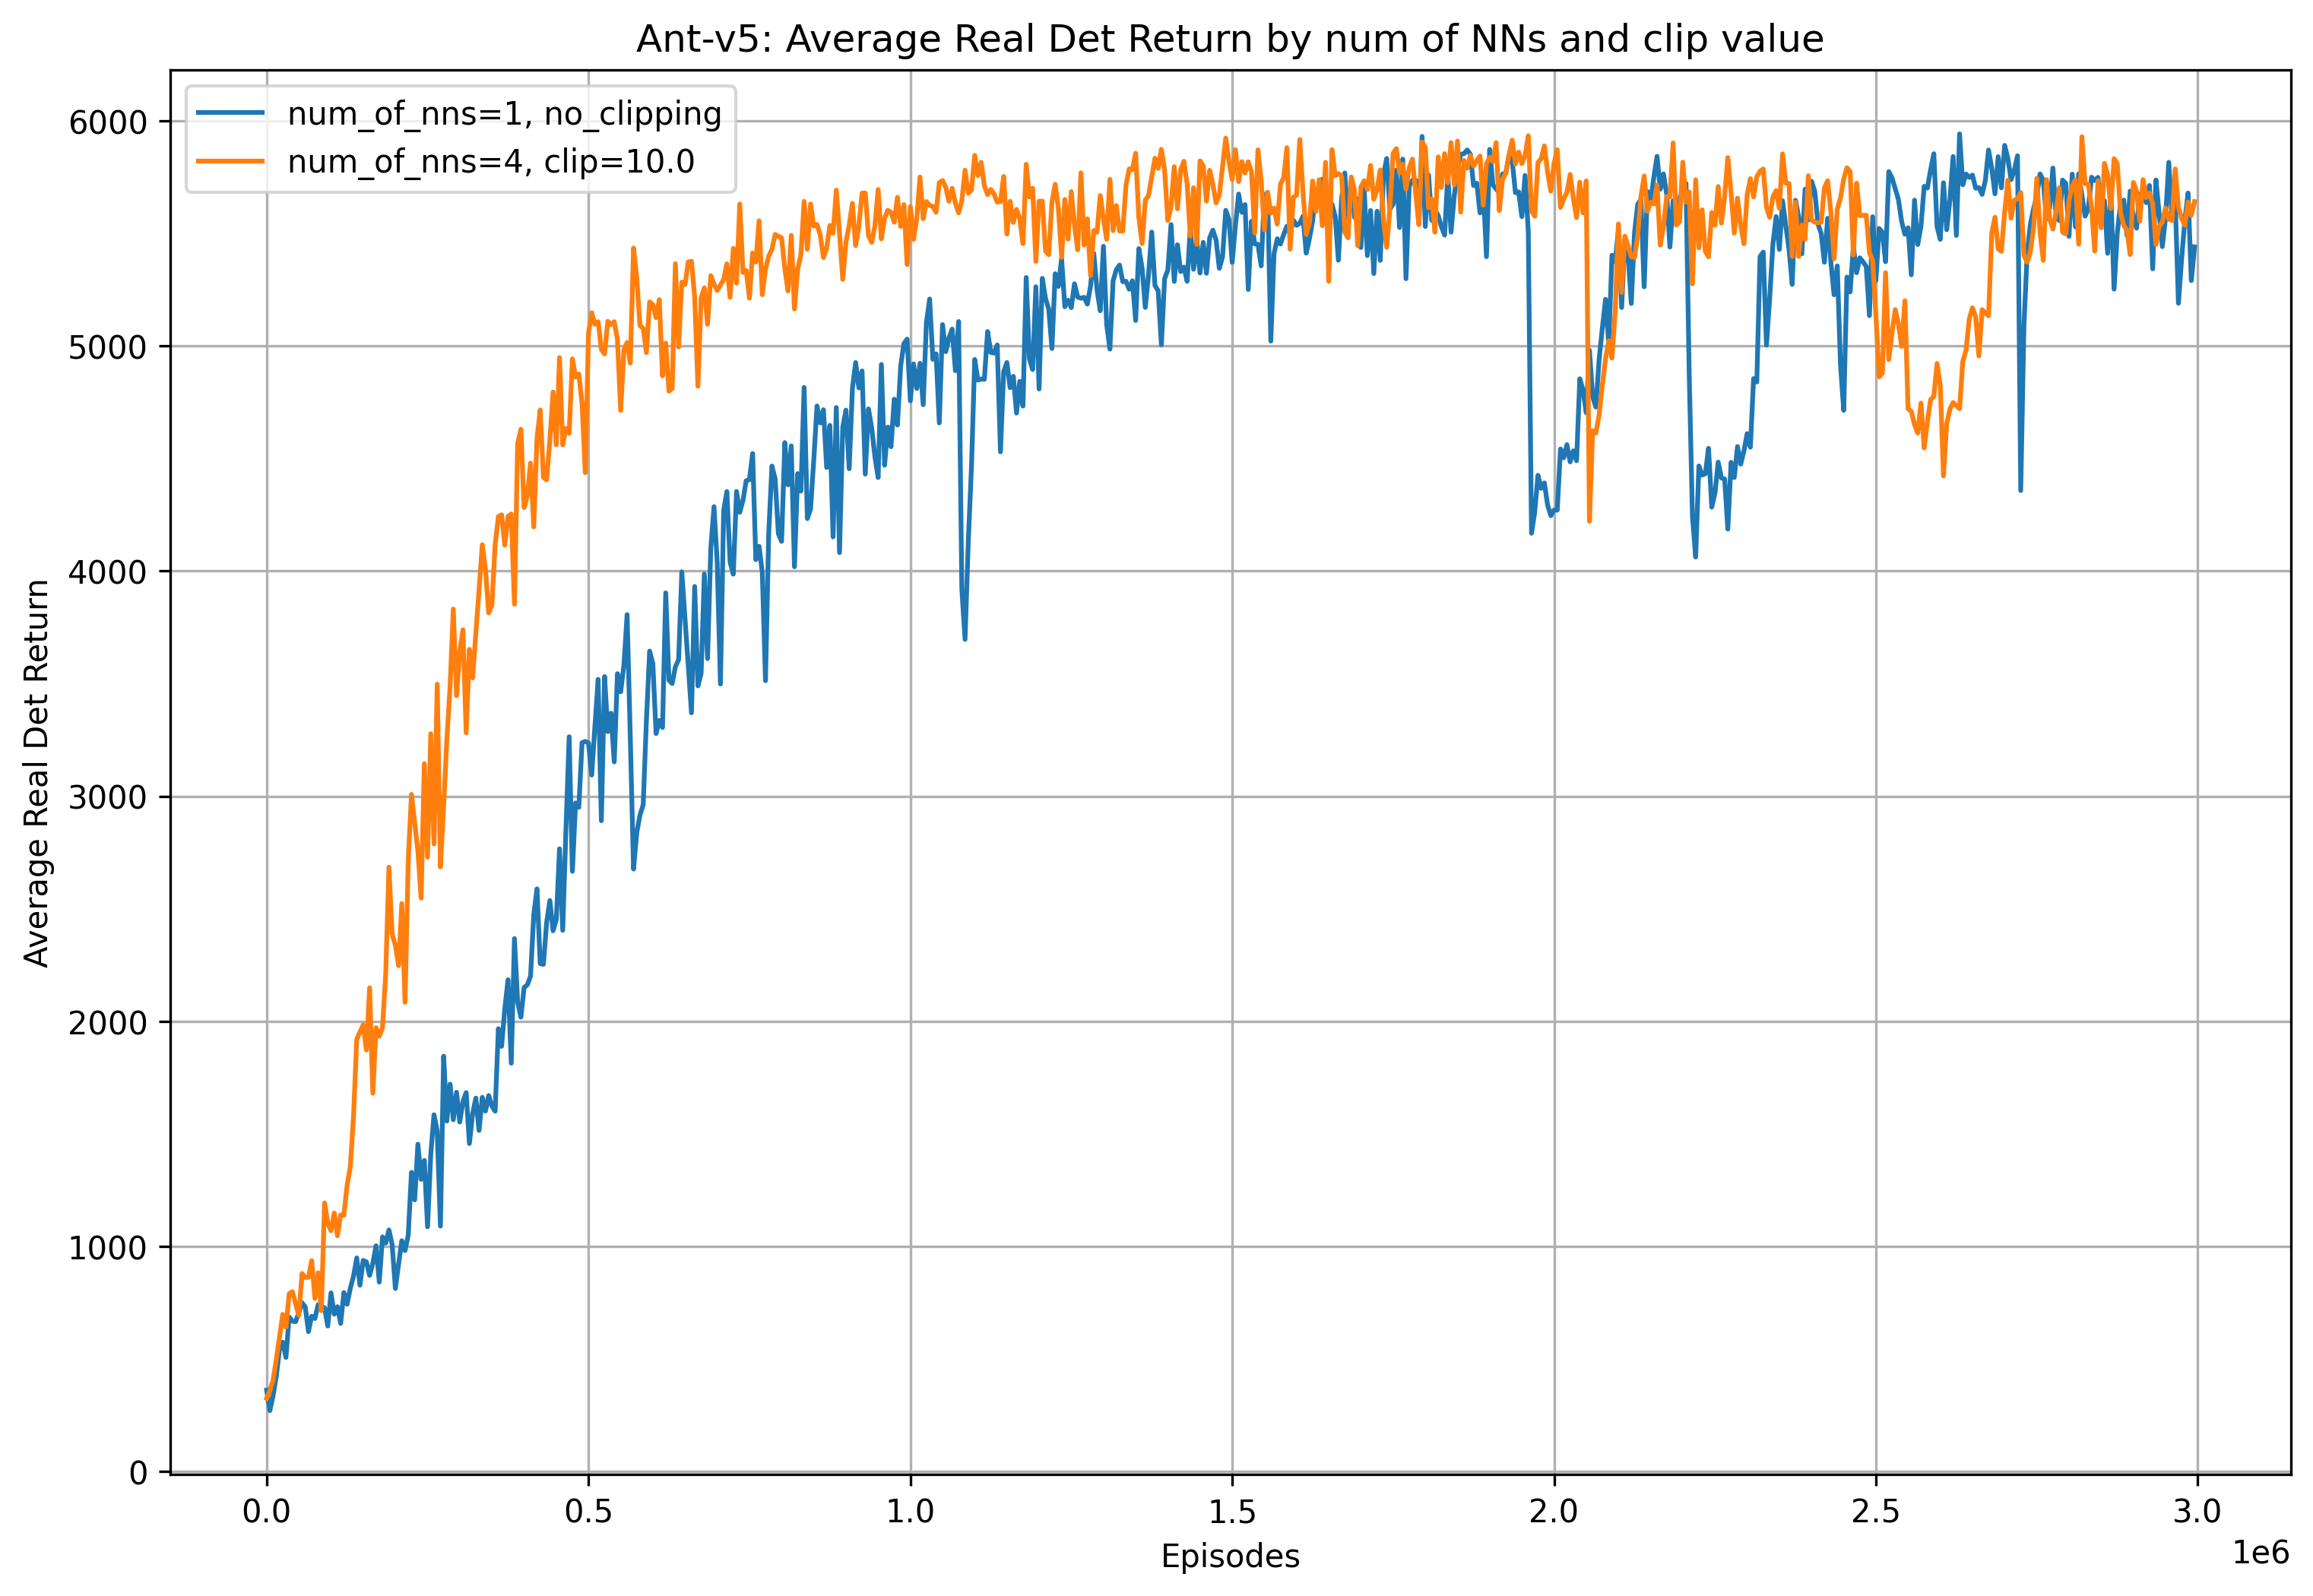 Ant-v5: Average Real Det Return by num of NNs and clip value
num_of_nns=1, no_clipping
num_of_nns=4, clip=10.0
Average Real Det Return
6000
5000
4000
3000
2000
1000
0
0.0 0.5 1.0 1.5 2.0 2.5 3.0
Episodes
1e6